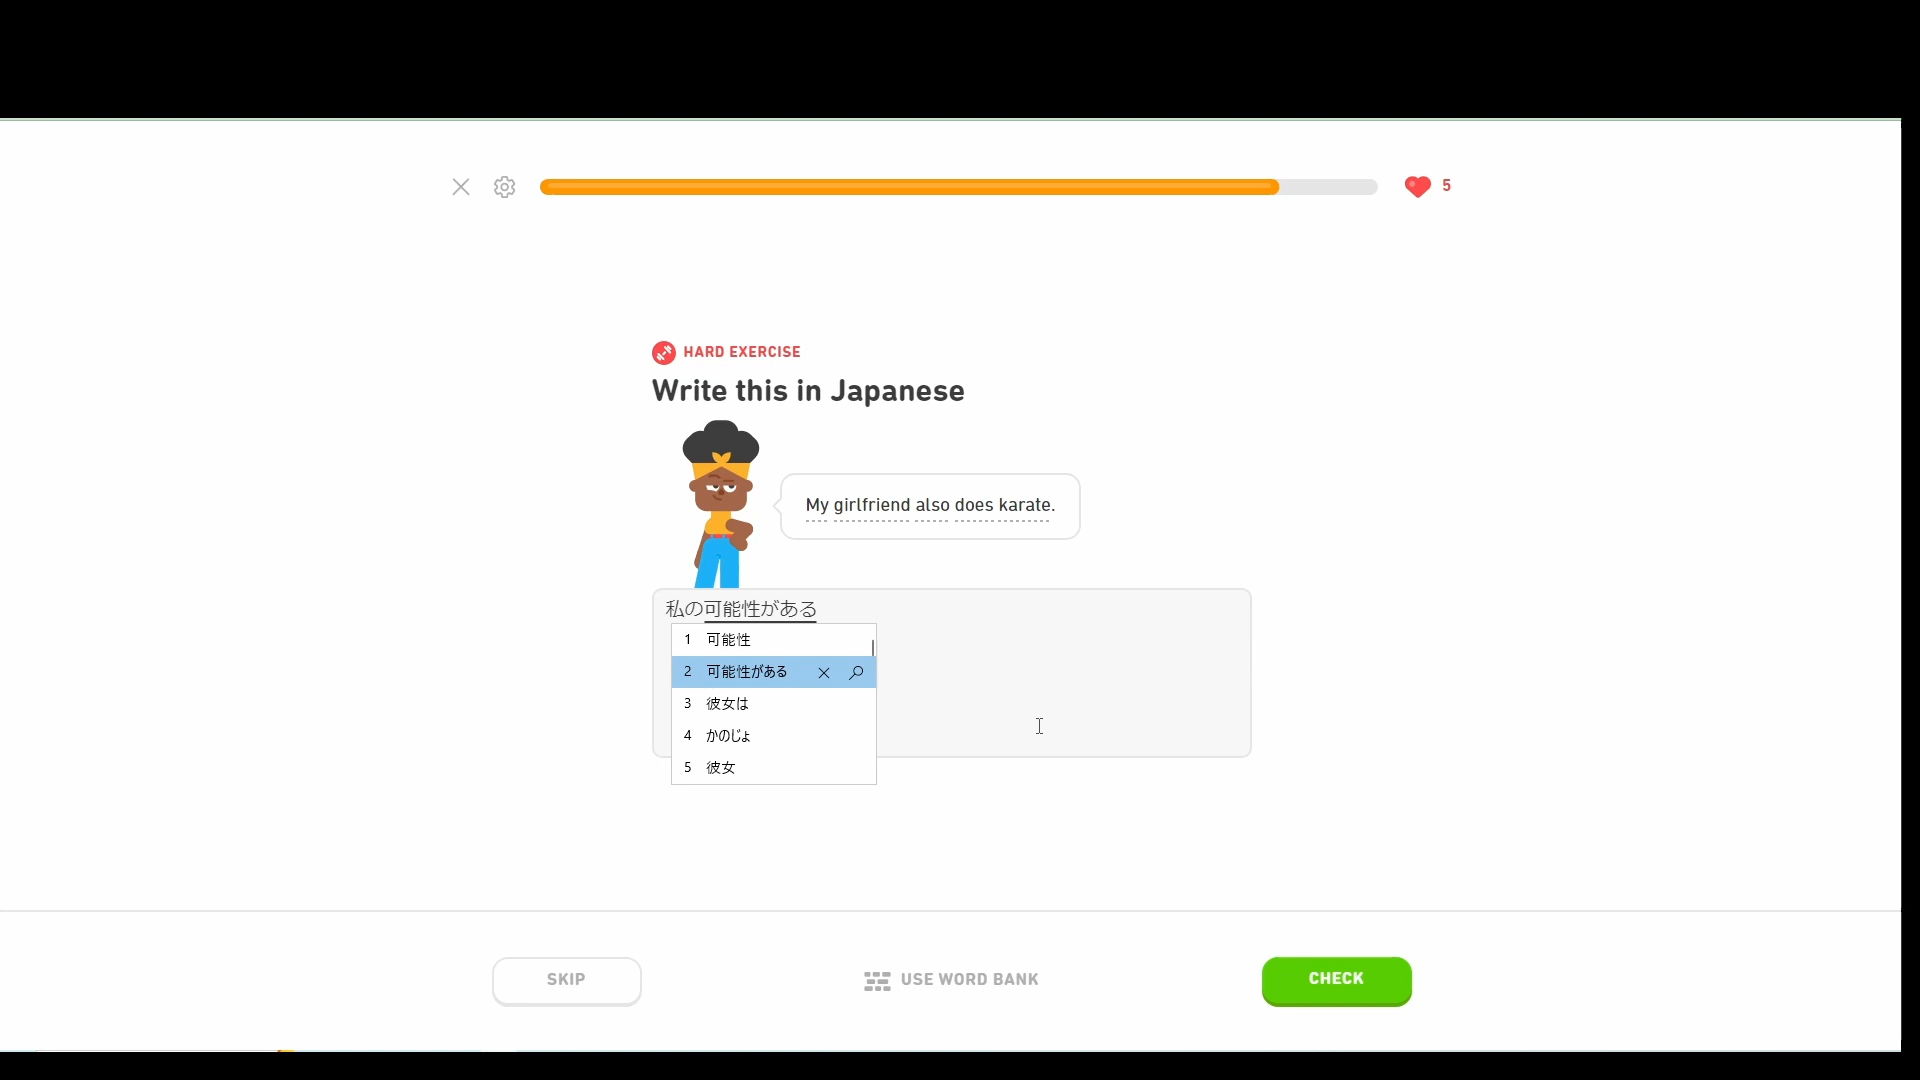 5
HARD EXERCISE
Write this in Japanese
My girlfriend also does karate.
私の可能性がある
1 可能性
2 可能性がある
3 彼女は
4 かのじょ
5 彼女
SKIP
USE WORD BANK
CHECK